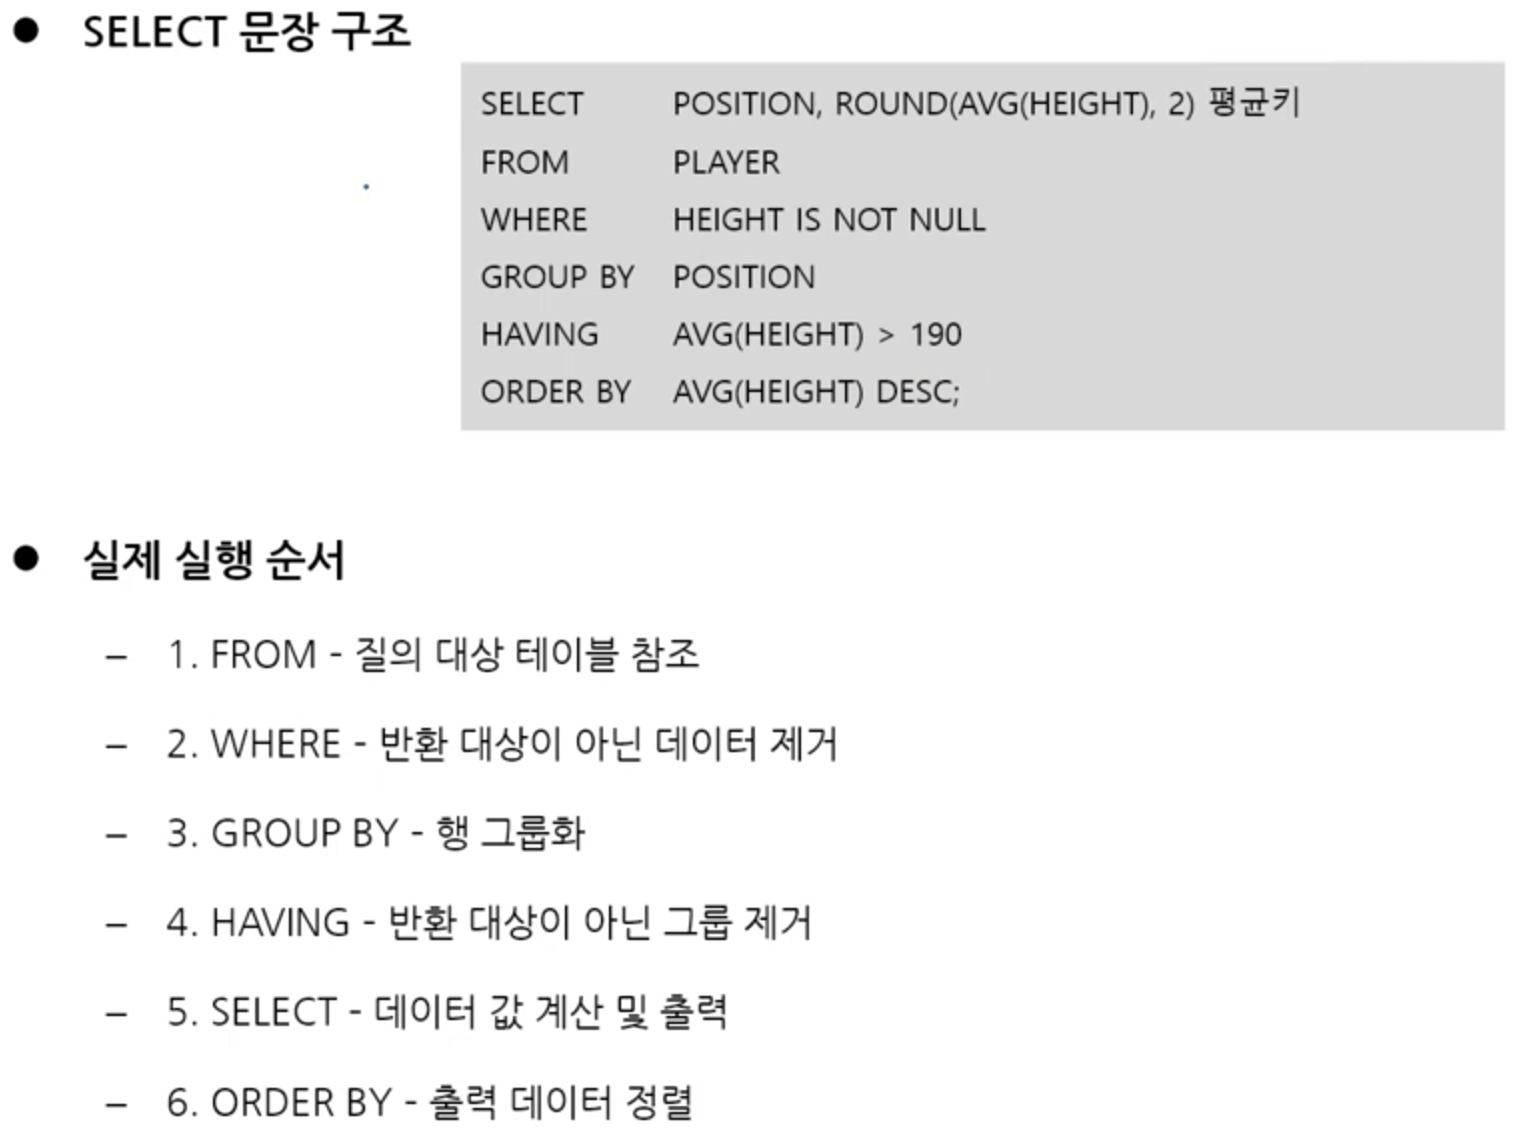 ● SELECT 문장 구조
SELECT POSITION, ROUND(AVG(HEIGHT), 2) 평균키
FROM PLAYER
WHERE HEIGHT IS NOT NULL
GROUP BY POSITION
HAVING AVG(HEIGHT) > 190
ORDER BY AVG(HEIGHT) DESC;
● 실제 실행 순서
– 1. FROM - 질의 대상 테이블 참조
– 2. WHERE - 반환 대상이 아닌 데이터 제거
– 3. GROUP BY - 행 그룹화
– 4. HAVING - 반환 대상이 아닌 그룹 제거
– 5. SELECT - 데이터 값 계산 및 출력
– 6. ORDER BY - 출력 데이터 정렬